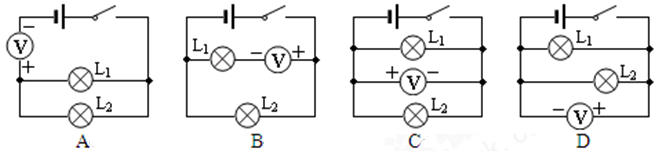 −
V
+
L₁
L₂
A
L₁
− V +
L₂
B
L₁
+ V −
L₂
C
L₁
L₂
− V +
D